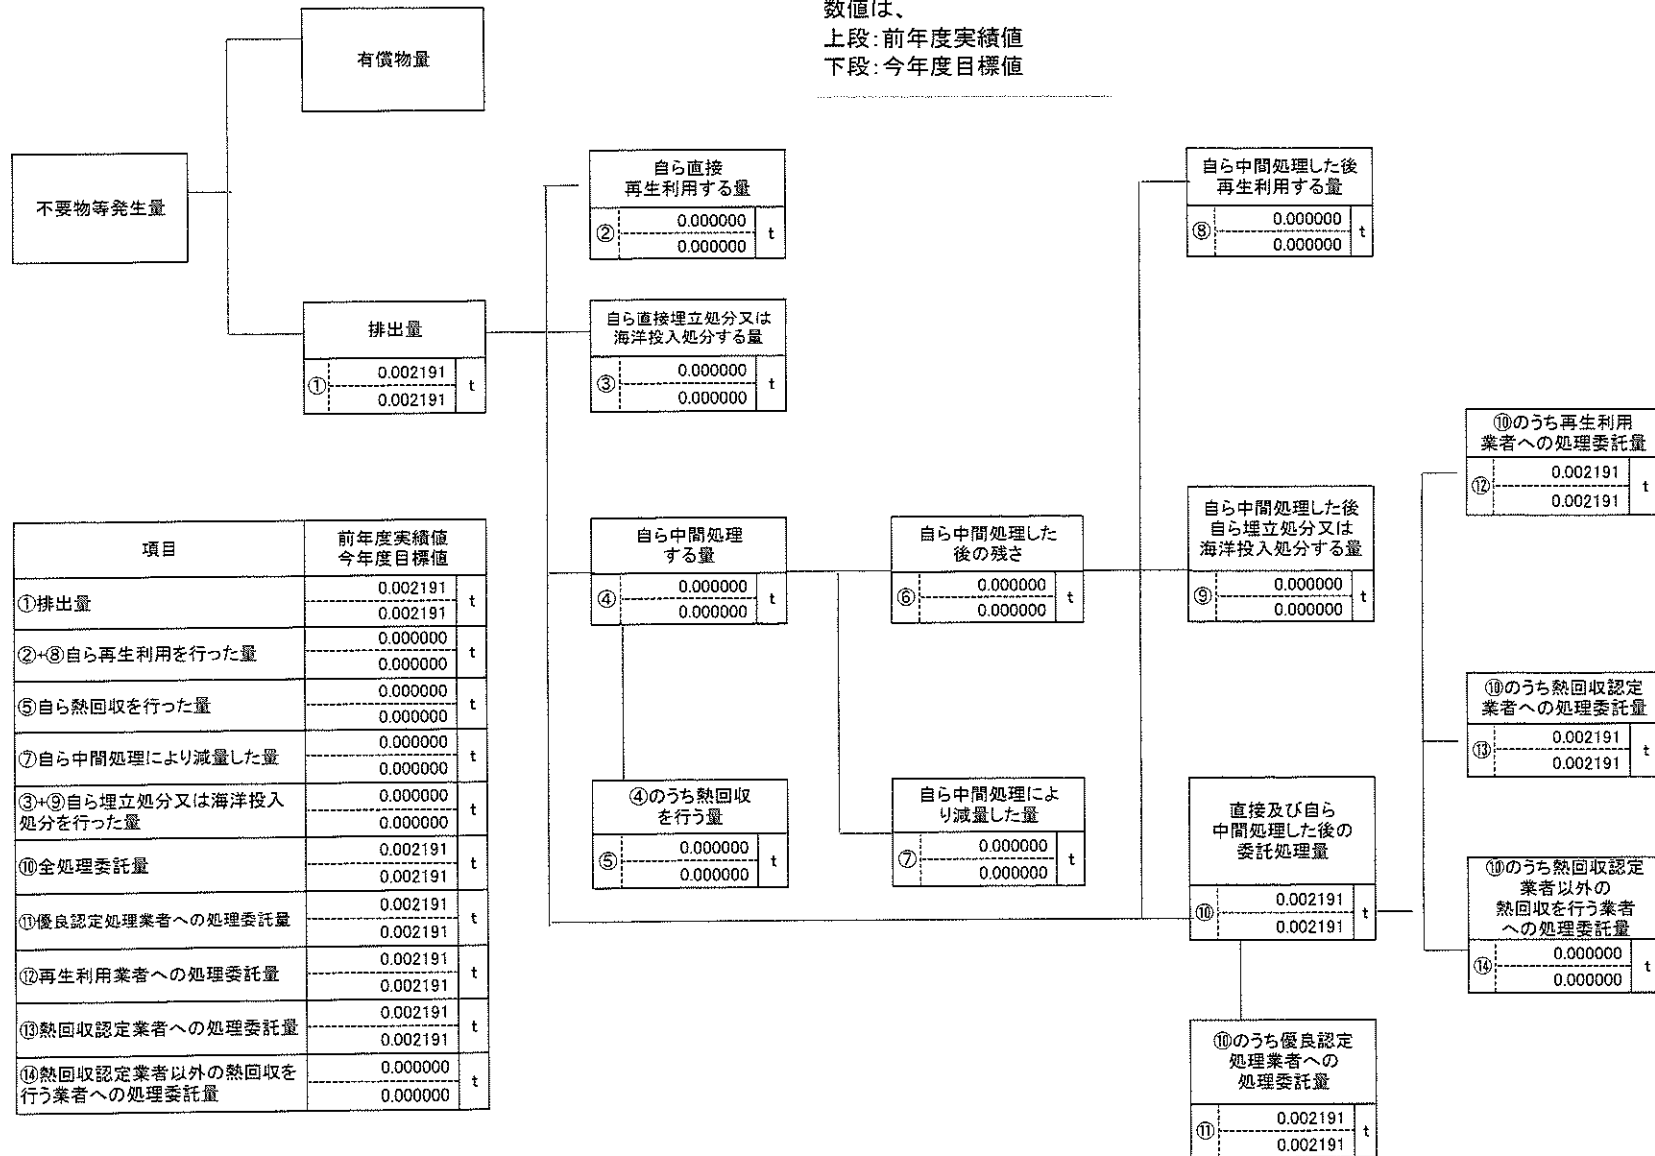 数値は、
上段:前年度実績値
下段:今年度目標値
有償物量
不要物等発生量
排出量
① 0.002191 t
0.002191
自ら直接
再生利用する量
② 0.000000 t
0.000000
自ら直接埋立処分又は
海洋投入処分する量
③ 0.000000 t
0.000000
自ら中間処理
する量
④ 0.000000 t
0.000000
④のうち熱回収
を行う量
⑤ 0.000000 t
0.000000
自ら中間処理した
後の残さ
⑥ 0.000000 t
0.000000
自ら中間処理によ
り減量した量
⑦ 0.000000 t
0.000000
自ら中間処理した後
再生利用する量
⑧ 0.000000 t
0.000000
自ら中間処理した後
自ら埋立処分又は
海洋投入処分する量
⑨ 0.000000 t
0.000000
直接及び自ら
中間処理した後の
委託処理量
⑩ 0.002191 t
0.002191
⑩のうち優良認定
処理業者への
処理委託量
⑪ 0.002191 t
0.002191
⑩のうち再生利用
業者への処理委託量
⑫ 0.002191 t
0.002191
⑩のうち熱回収認定
業者への処理委託量
⑬ 0.002191 t
0.002191
⑩のうち熱回収認定
業者以外の
熱回収を行う業者
への処理委託量
⑭ 0.000000 t
0.000000
項目 前年度実績値
今年度目標値
①排出量 0.002191 t
0.002191
②+⑧自ら再生利用を行った量 0.000000 t
0.000000
⑤自ら熱回収を行った量 0.000000 t
0.000000
⑦自ら中間処理により減量した量 0.000000 t
0.000000
③+⑨自ら埋立処分又は海洋投入 0.000000 t
処分を行った量 0.000000
⑩全処理委託量 0.002191 t
0.002191
⑪優良認定処理業者への処理委託量 0.002191 t
0.002191
⑫再生利用業者への処理委託量 0.002191 t
0.002191
⑬熱回収認定業者への処理委託量 0.002191 t
0.002191
⑭熱回収認定業者以外の熱回収を 0.000000 t
行う業者への処理委託量 0.000000